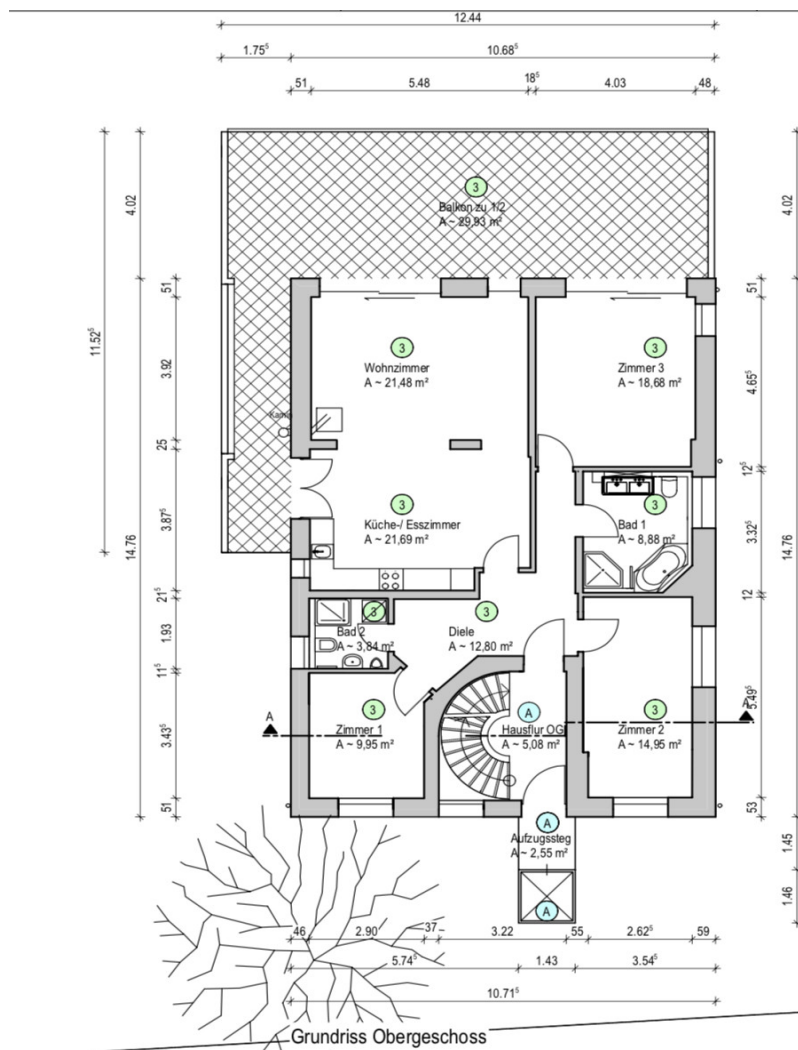 12.44
1.75⁵ 10.68⁵
51 5.48 18⁵ 4.03 48
4.02
4.02
3
Balkon zu 1/2
A ~ 29,93 m²
51
51
11.52⁵
3.92
4.65⁵
3
Wohnzimmer
A ~ 21,48 m²
3
Zimmer 3
A ~ 18,68 m²
25
12⁵
3
Küche-/ Esszimmer
A ~ 21,69 m²
3
Bad 1
A ~ 8,88 m²
14.76
3.87⁵
3.32⁵
14.76
21⁵
12
3
Bad 2
A ~ 3,84 m²
3
Diele
A ~ 12,80 m²
1.93
11⁵
5.49⁵
A
A
3
Zimmer 1
A ~ 9,95 m²
A
Hausflur OG
A ~ 5,08 m²
3
Zimmer 2
A ~ 14,95 m²
3.43⁵
51
53
A
Aufzugssteg
A ~ 2,55 m²
1.45
A
1.46
46 2.90 37 3.22 55 2.62⁵ 59
5.74⁵ 1.43 3.54⁵
10.71⁵
Grundriss Obergeschoss